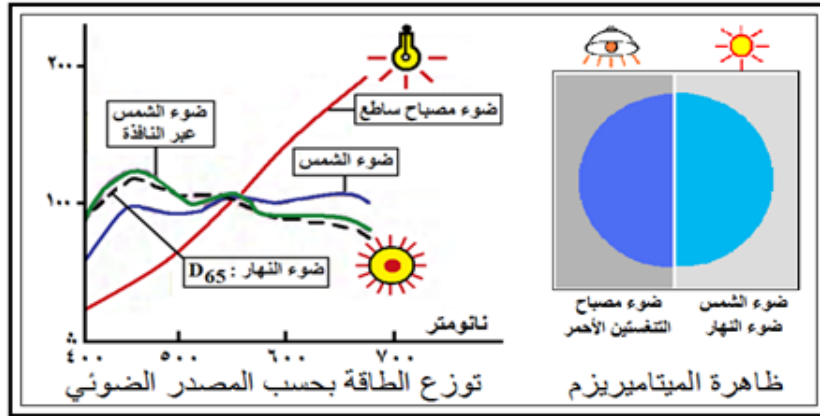 ٢٠٠
ضوء مصباح ساطع
ضوء الشمس
عبر النافذة
ضوء الشمس
١٠٠
ضوء النهار : D65
نانومتر
٤٠٠ ٥٠٠ ٦٠٠ ٧٠٠
توزع الطاقة بحسب المصدر الضوئي
ضوء الشمس
ضوء النهار
ضوء مصباح
التنغستين الأحمر
ظاهرة الميتاميريزم